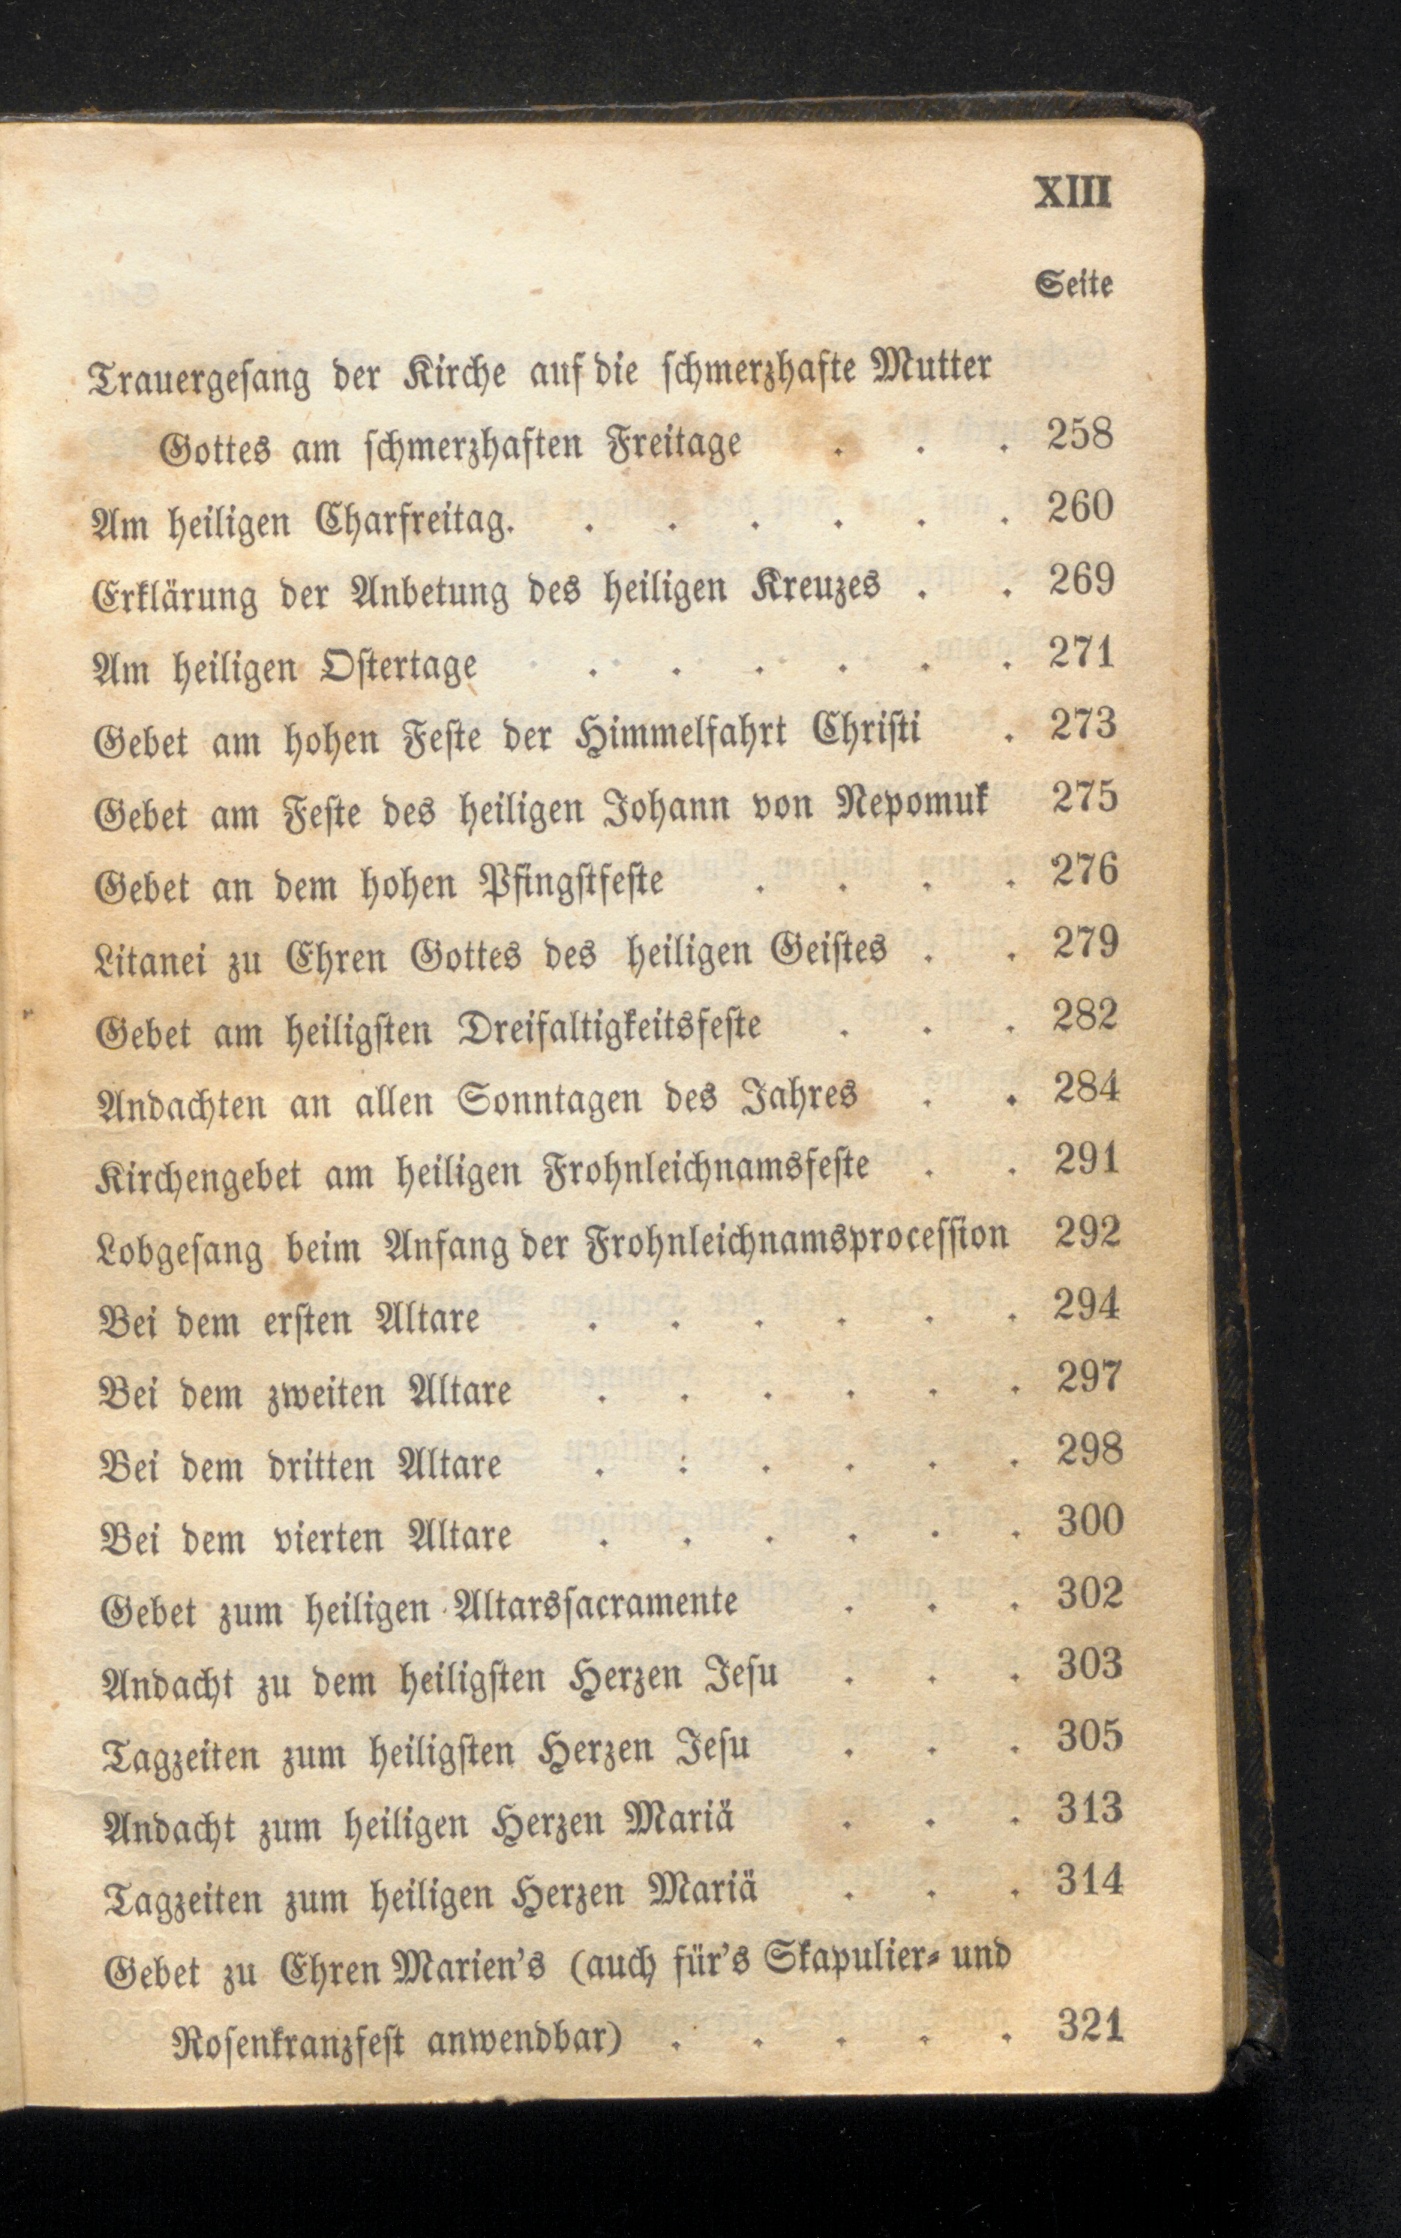 XIII
Seite
Trauergesang der Kirche auf die schmerzhafte Mutter
Gottes am schmerzhaften Freitage . . . 258
Am heiligen Charfreitag. . . . . . . 260
Erklärung der Anbetung des heiligen Kreuzes . . 269
Am heiligen Ostertage . . . . . . 271
Gebet am hohen Feste der Himmelfahrt Christi . 273
Gebet am Feste des heiligen Johann von Nepomuk 275
Gebet an dem hohen Pfingstfeste . . . . 276
Litanei zu Ehren Gottes des heiligen Geistes . . 279
Gebet am heiligsten Dreifaltigkeitsfeste . . . 282
Andachten an allen Sonntagen des Jahres . . 284
Kirchengebet am heiligen Frohnleichnamsfeste . . 291
Lobgesang beim Anfang der Frohnleichnamsprocession 292
Bei dem ersten Altare . . . . . . 294
Bei dem zweiten Altare . . . . . . 297
Bei dem dritten Altare . . . . . . 298
Bei dem vierten Altare . . . . . . 300
Gebet zum heiligen Altarssacramente . . . 302
Andacht zu dem heiligsten Herzen Jesu . . . 303
Tagzeiten zum heiligsten Herzen Jesu . . . 305
Andacht zum heiligen Herzen Mariä . . . 313
Tagzeiten zum heiligen Herzen Mariä . . . 314
Gebet zu Ehren Marien's (auch für's Skapulier- und
Rosenkranzfest anwendbar) . . . . . 321